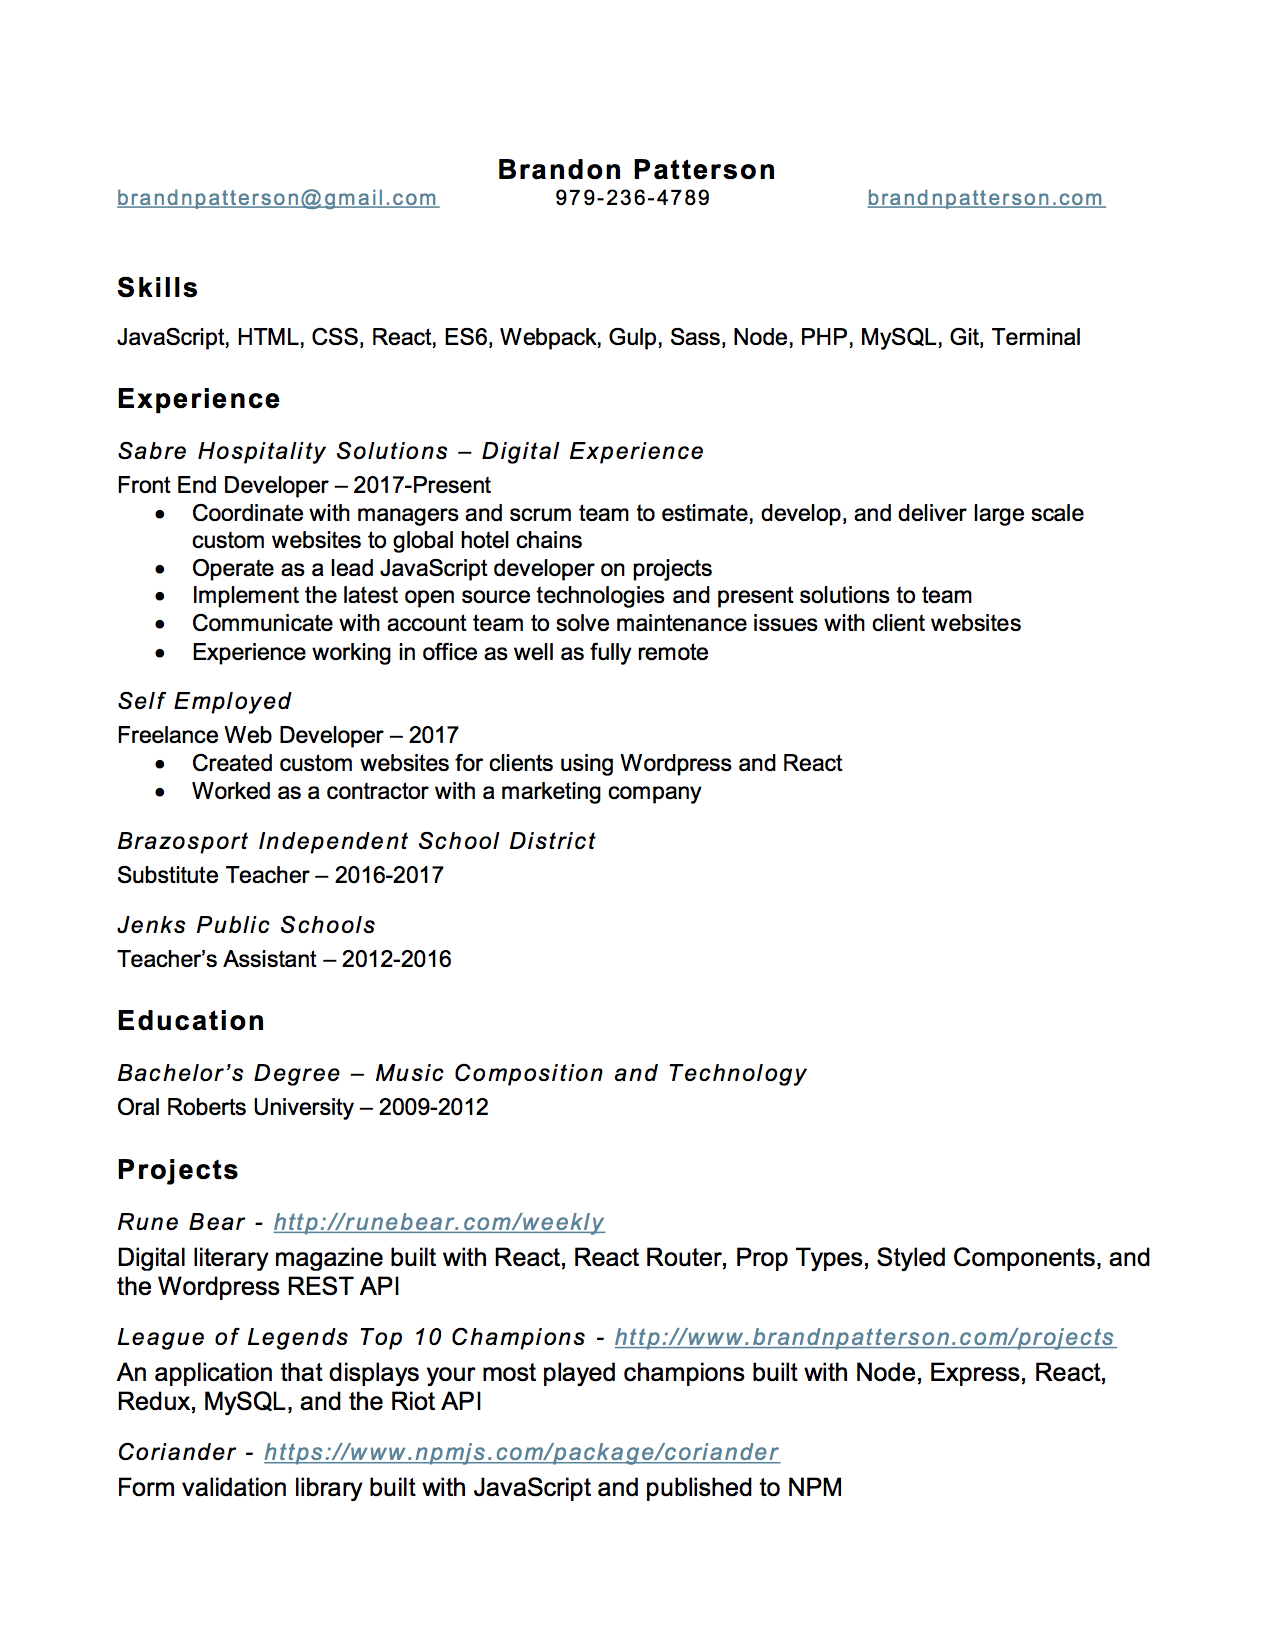 Brandon Patterson
brandnpatterson@gmail.com 979-236-4789 brandnpatterson.com
Skills
JavaScript, HTML, CSS, React, ES6, Webpack, Gulp, Sass, Node, PHP, MySQL, Git, Terminal
Experience
Sabre Hospitality Solutions – Digital Experience
Front End Developer – 2017-Present
• Coordinate with managers and scrum team to estimate, develop, and deliver large scale
custom websites to global hotel chains
• Operate as a lead JavaScript developer on projects
• Implement the latest open source technologies and present solutions to team
• Communicate with account team to solve maintenance issues with client websites
• Experience working in office as well as fully remote
Self Employed
Freelance Web Developer – 2017
• Created custom websites for clients using Wordpress and React
• Worked as a contractor with a marketing company
Brazosport Independent School District
Substitute Teacher – 2016-2017
Jenks Public Schools
Teacher’s Assistant – 2012-2016
Education
Bachelor’s Degree – Music Composition and Technology
Oral Roberts University – 2009-2012
Projects
Rune Bear - http://runebear.com/weekly
Digital literary magazine built with React, React Router, Prop Types, Styled Components, and
the Wordpress REST API
League of Legends Top 10 Champions - http://www.brandnpatterson.com/projects
An application that displays your most played champions built with Node, Express, React,
Redux, MySQL, and the Riot API
Coriander - https://www.npmjs.com/package/coriander
Form validation library built with JavaScript and published to NPM